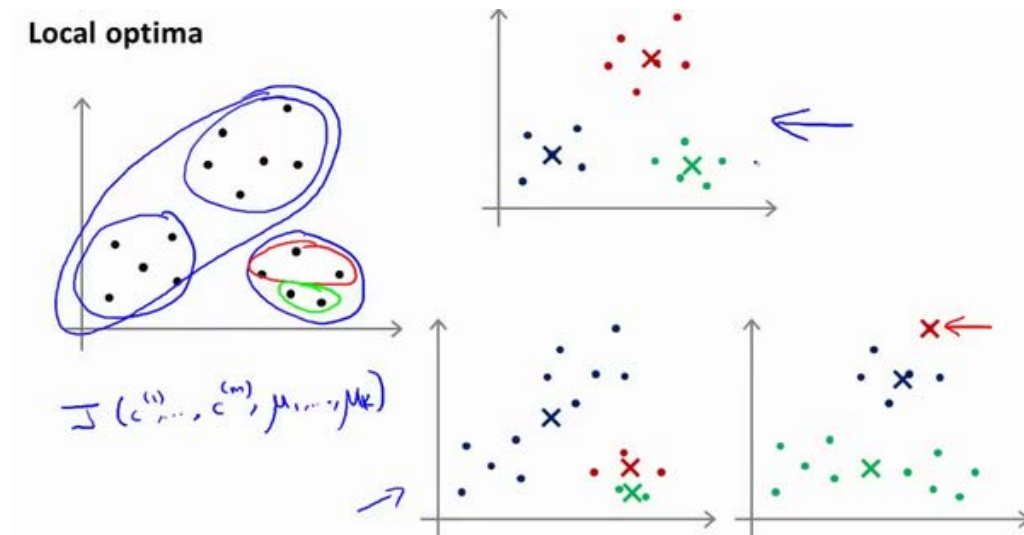 Local optima
J (c⁽¹⁾, ..., c⁽ᵐ⁾, μ₁, ..., μₖ)